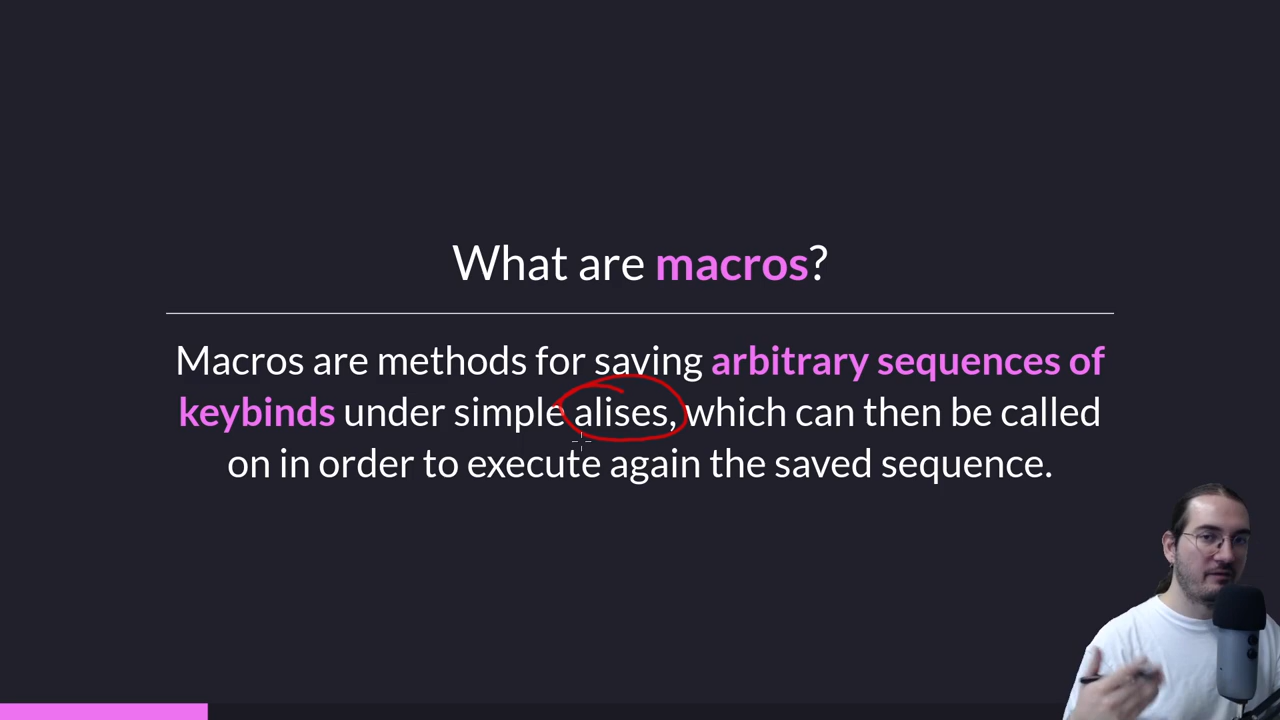 What are macros?
Macros are methods for saving arbitrary sequences of
keybinds under simple alises, which can then be called
on in order to execute again the saved sequence.